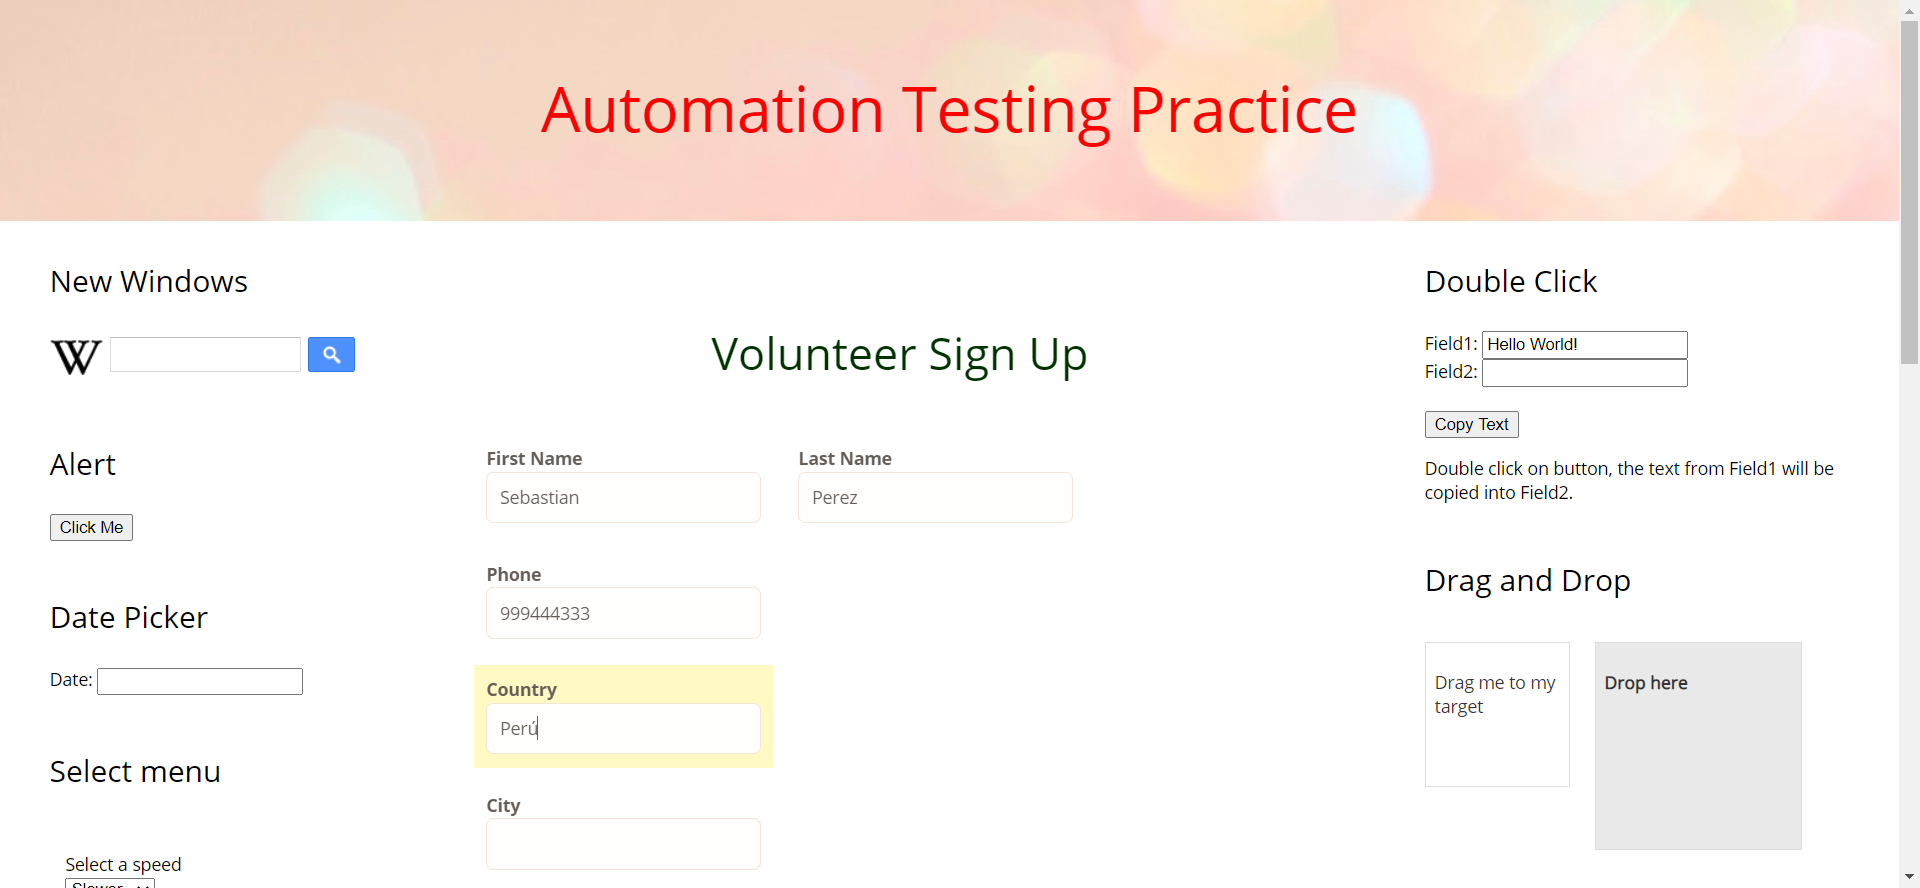 Automation Testing Practice
New Windows
W
Alert
Click Me
Date Picker
Date:
Select menu
Select a speed
Slower
Volunteer Sign Up
First Name
Last Name
Sebastian
Perez
Phone
999444333
Country
Perú
City
Double Click
Field1: Hello World!
Field2:
Copy Text
Double click on button, the text from Field1 will be
copied into Field2.
Drag and Drop
Drag me to my
target
Drop here